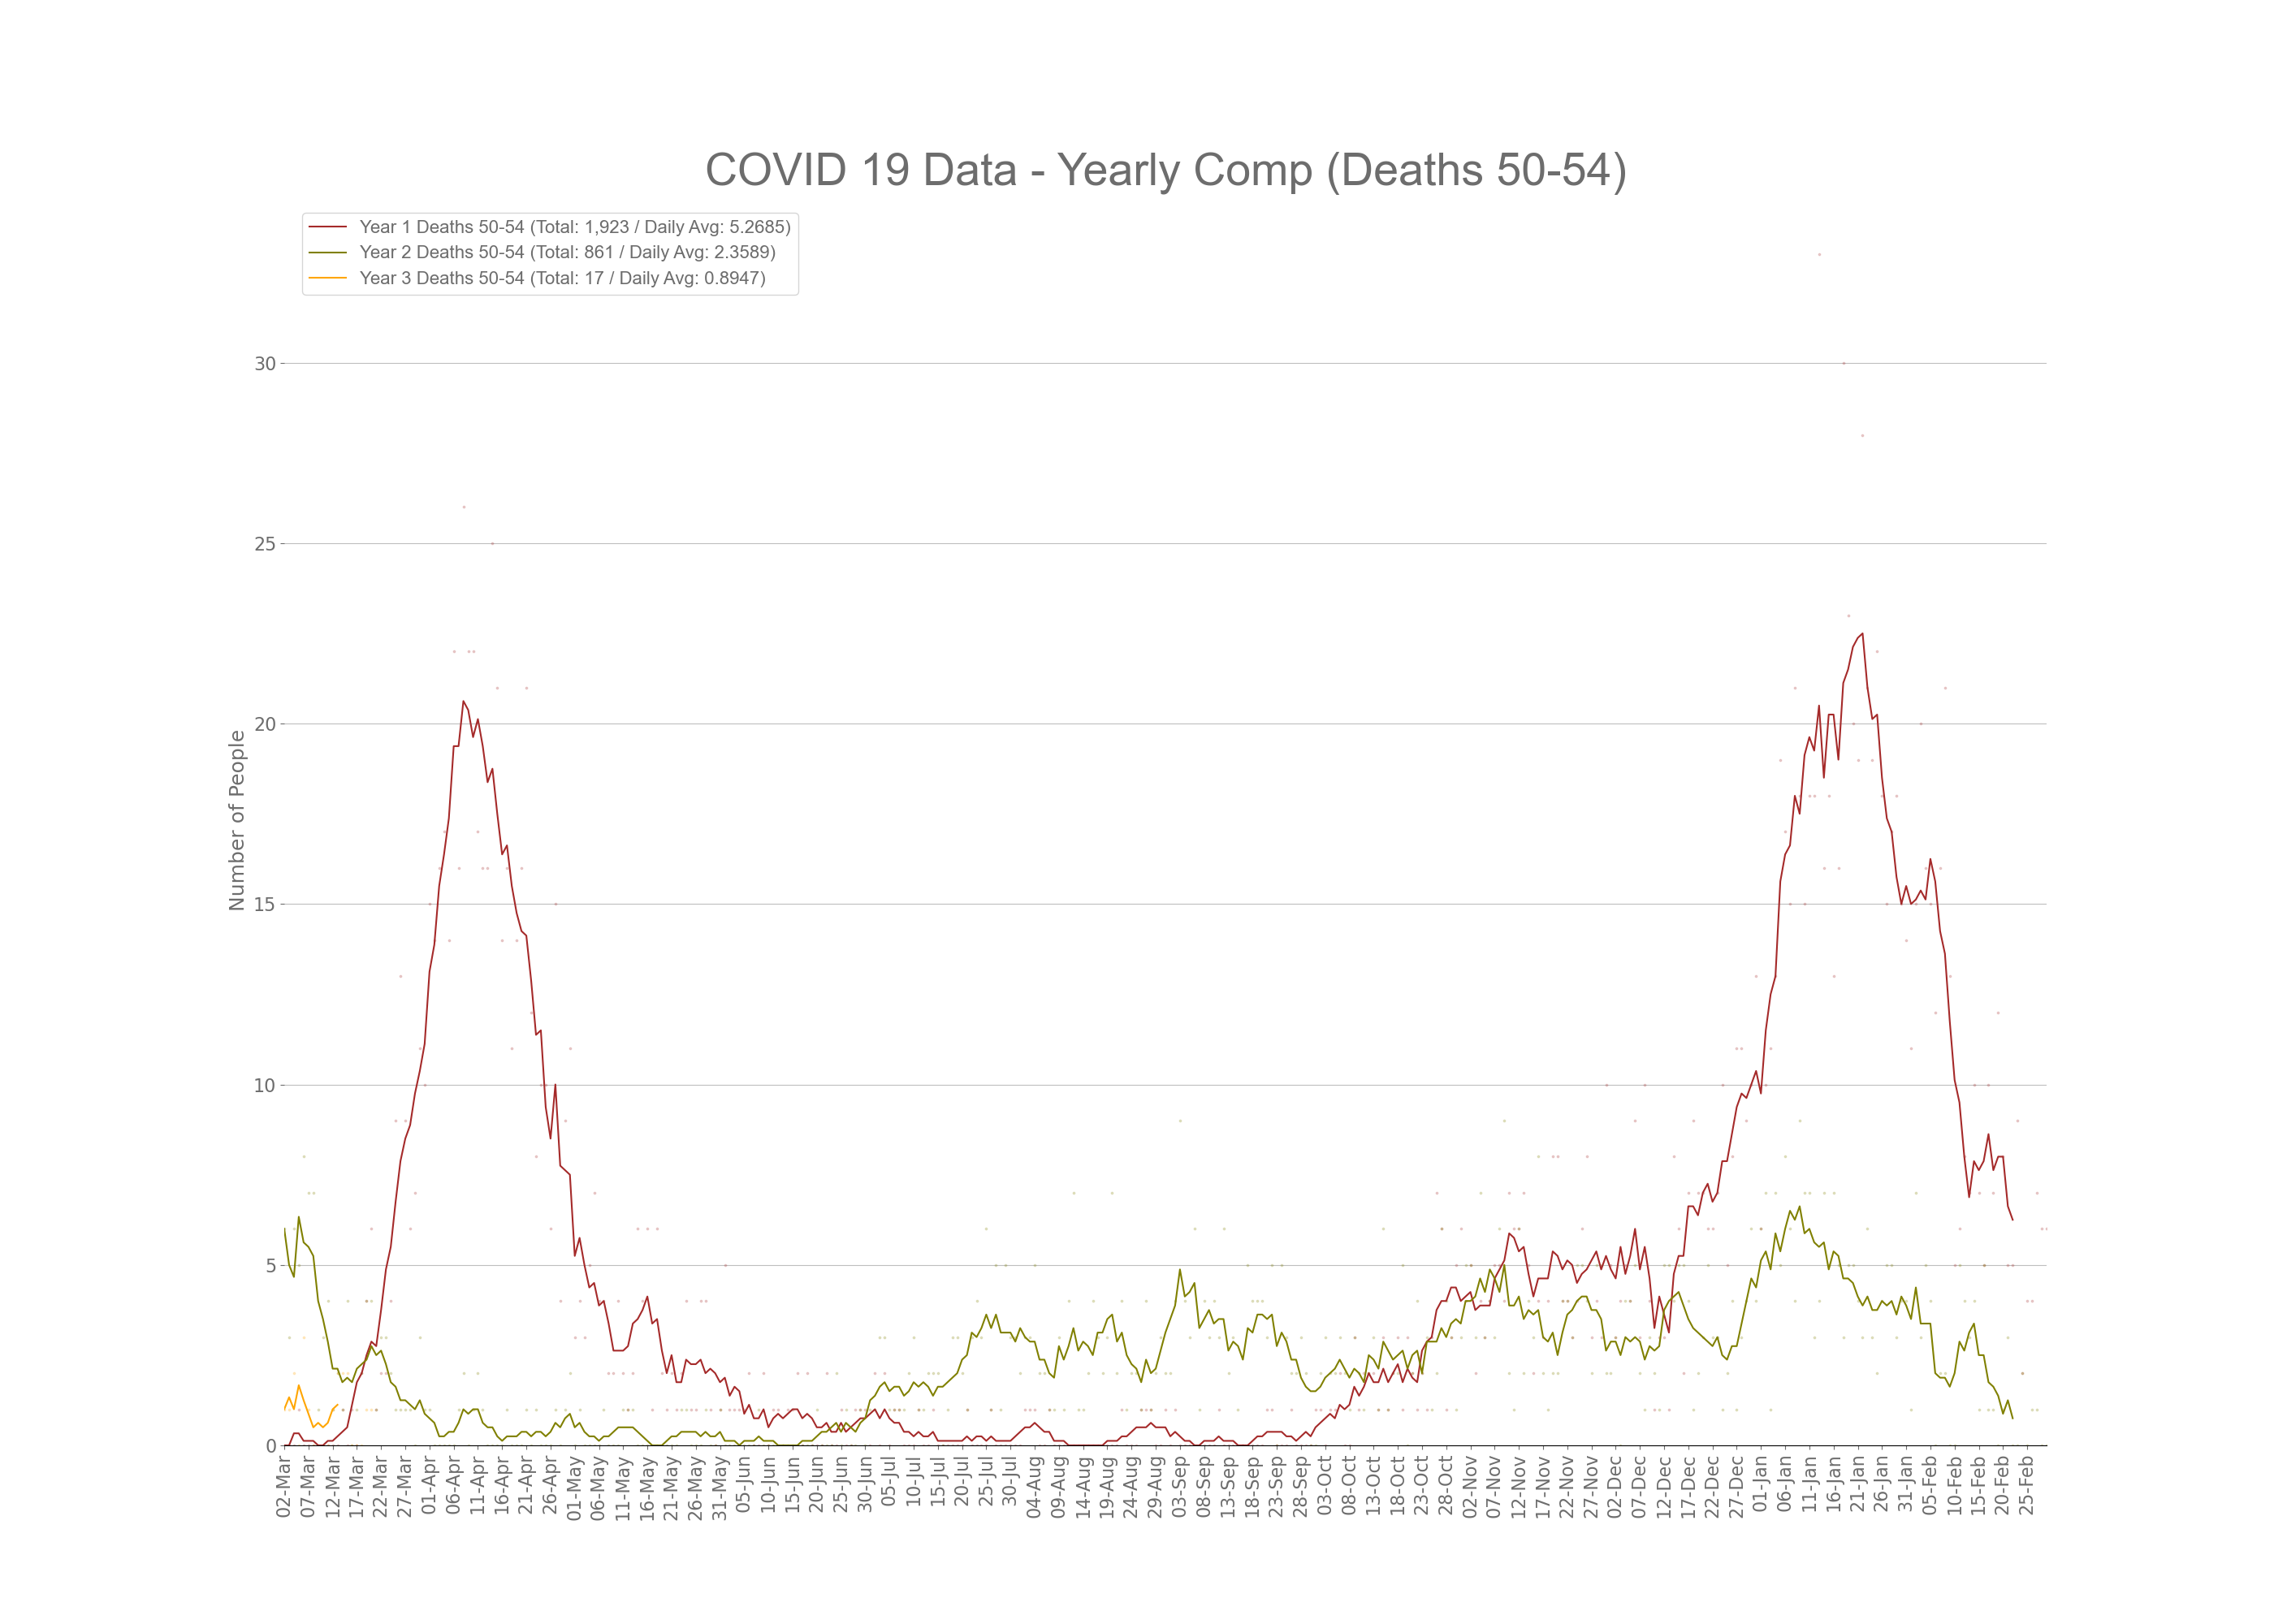 COVID 19 Data - Yearly Comp (Deaths 50-54)
Year 1 Deaths 50-54 (Total: 1,923 / Daily Avg: 5.2685)
Year 2 Deaths 50-54 (Total: 861 / Daily Avg: 2.3589)
Year 3 Deaths 50-54 (Total: 17 / Daily Avg: 0.8947)
Number of People
30
25
20
15
10
5
0
02-Mar
07-Mar
12-Mar
17-Mar
22-Mar
27-Mar
01-Apr
06-Apr
11-Apr
16-Apr
21-Apr
26-Apr
01-May
06-May
11-May
16-May
21-May
26-May
31-May
05-Jun
10-Jun
15-Jun
20-Jun
25-Jun
30-Jun
05-Jul
10-Jul
15-Jul
20-Jul
25-Jul
30-Jul
04-Aug
09-Aug
14-Aug
19-Aug
24-Aug
29-Aug
03-Sep
08-Sep
13-Sep
18-Sep
23-Sep
28-Sep
03-Oct
08-Oct
13-Oct
18-Oct
23-Oct
28-Oct
02-Nov
07-Nov
12-Nov
17-Nov
22-Nov
27-Nov
02-Dec
07-Dec
12-Dec
17-Dec
22-Dec
27-Dec
01-Jan
06-Jan
11-Jan
16-Jan
21-Jan
26-Jan
31-Jan
05-Feb
10-Feb
15-Feb
20-Feb
25-Feb